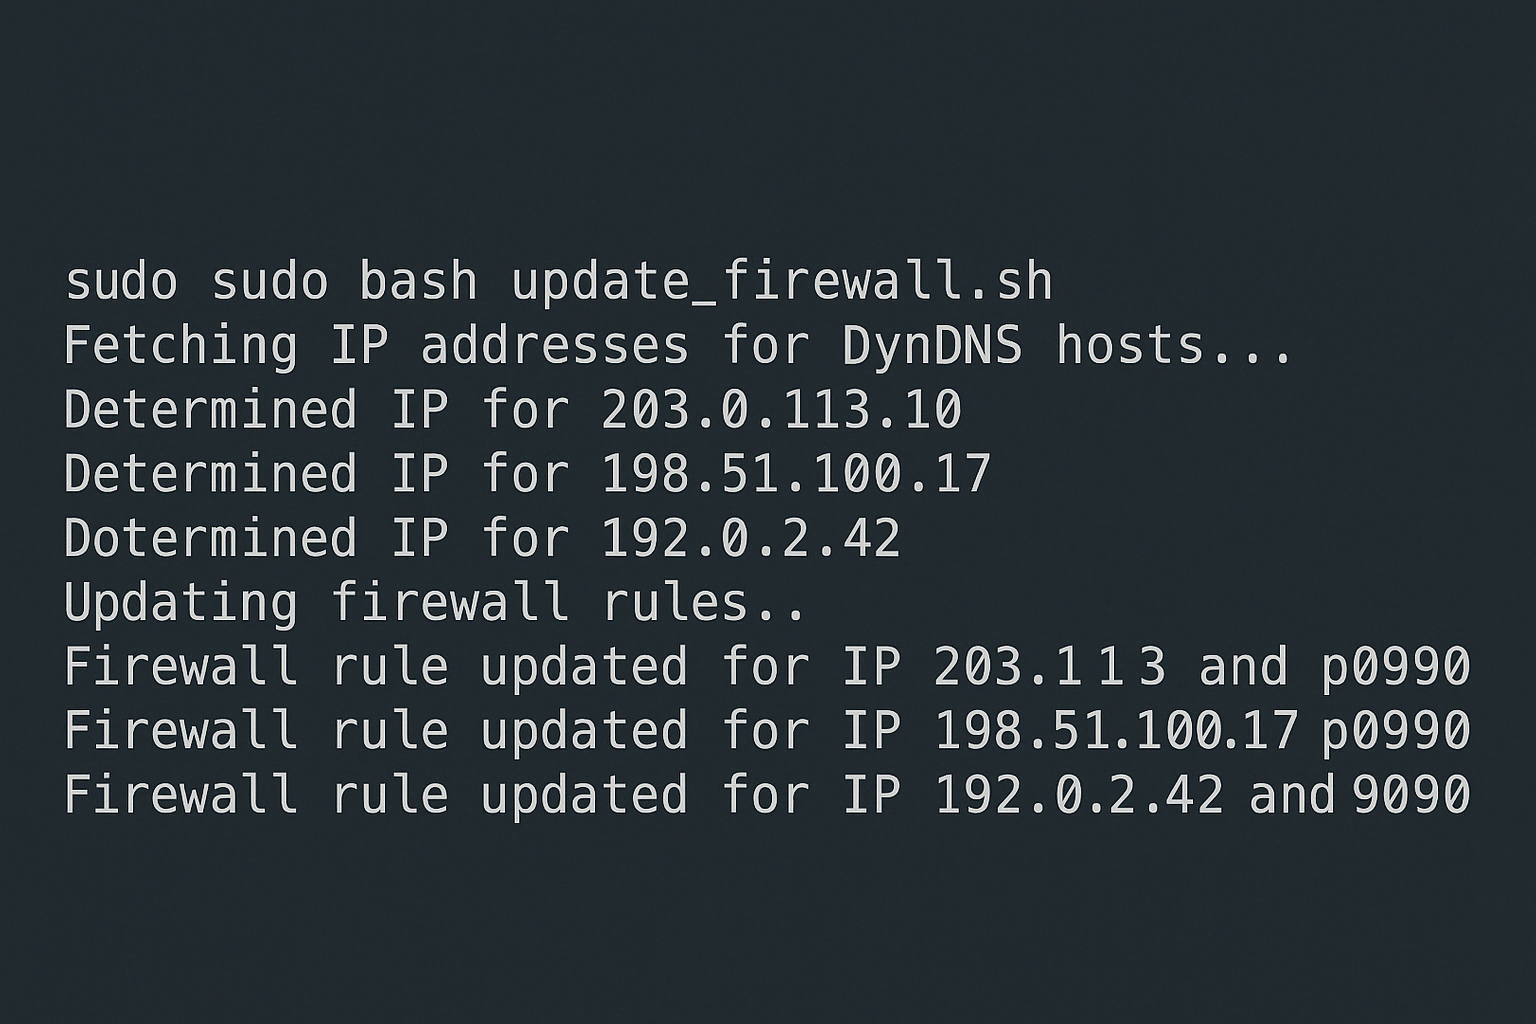 sudo sudo bash update_firewall.sh
Fetching IP addresses for DynDNS hosts...
Determined IP for 203.0.113.10
Determined IP for 198.51.100.17
Dotermined IP for 192.0.2.42
Updating firewall rules..
Firewall rule updated for IP 203.1 1 3 and p0990
Firewall rule updated for IP 198.51.100.17 p0990
Firewall rule updated for IP 192.0.2.42 and 9090